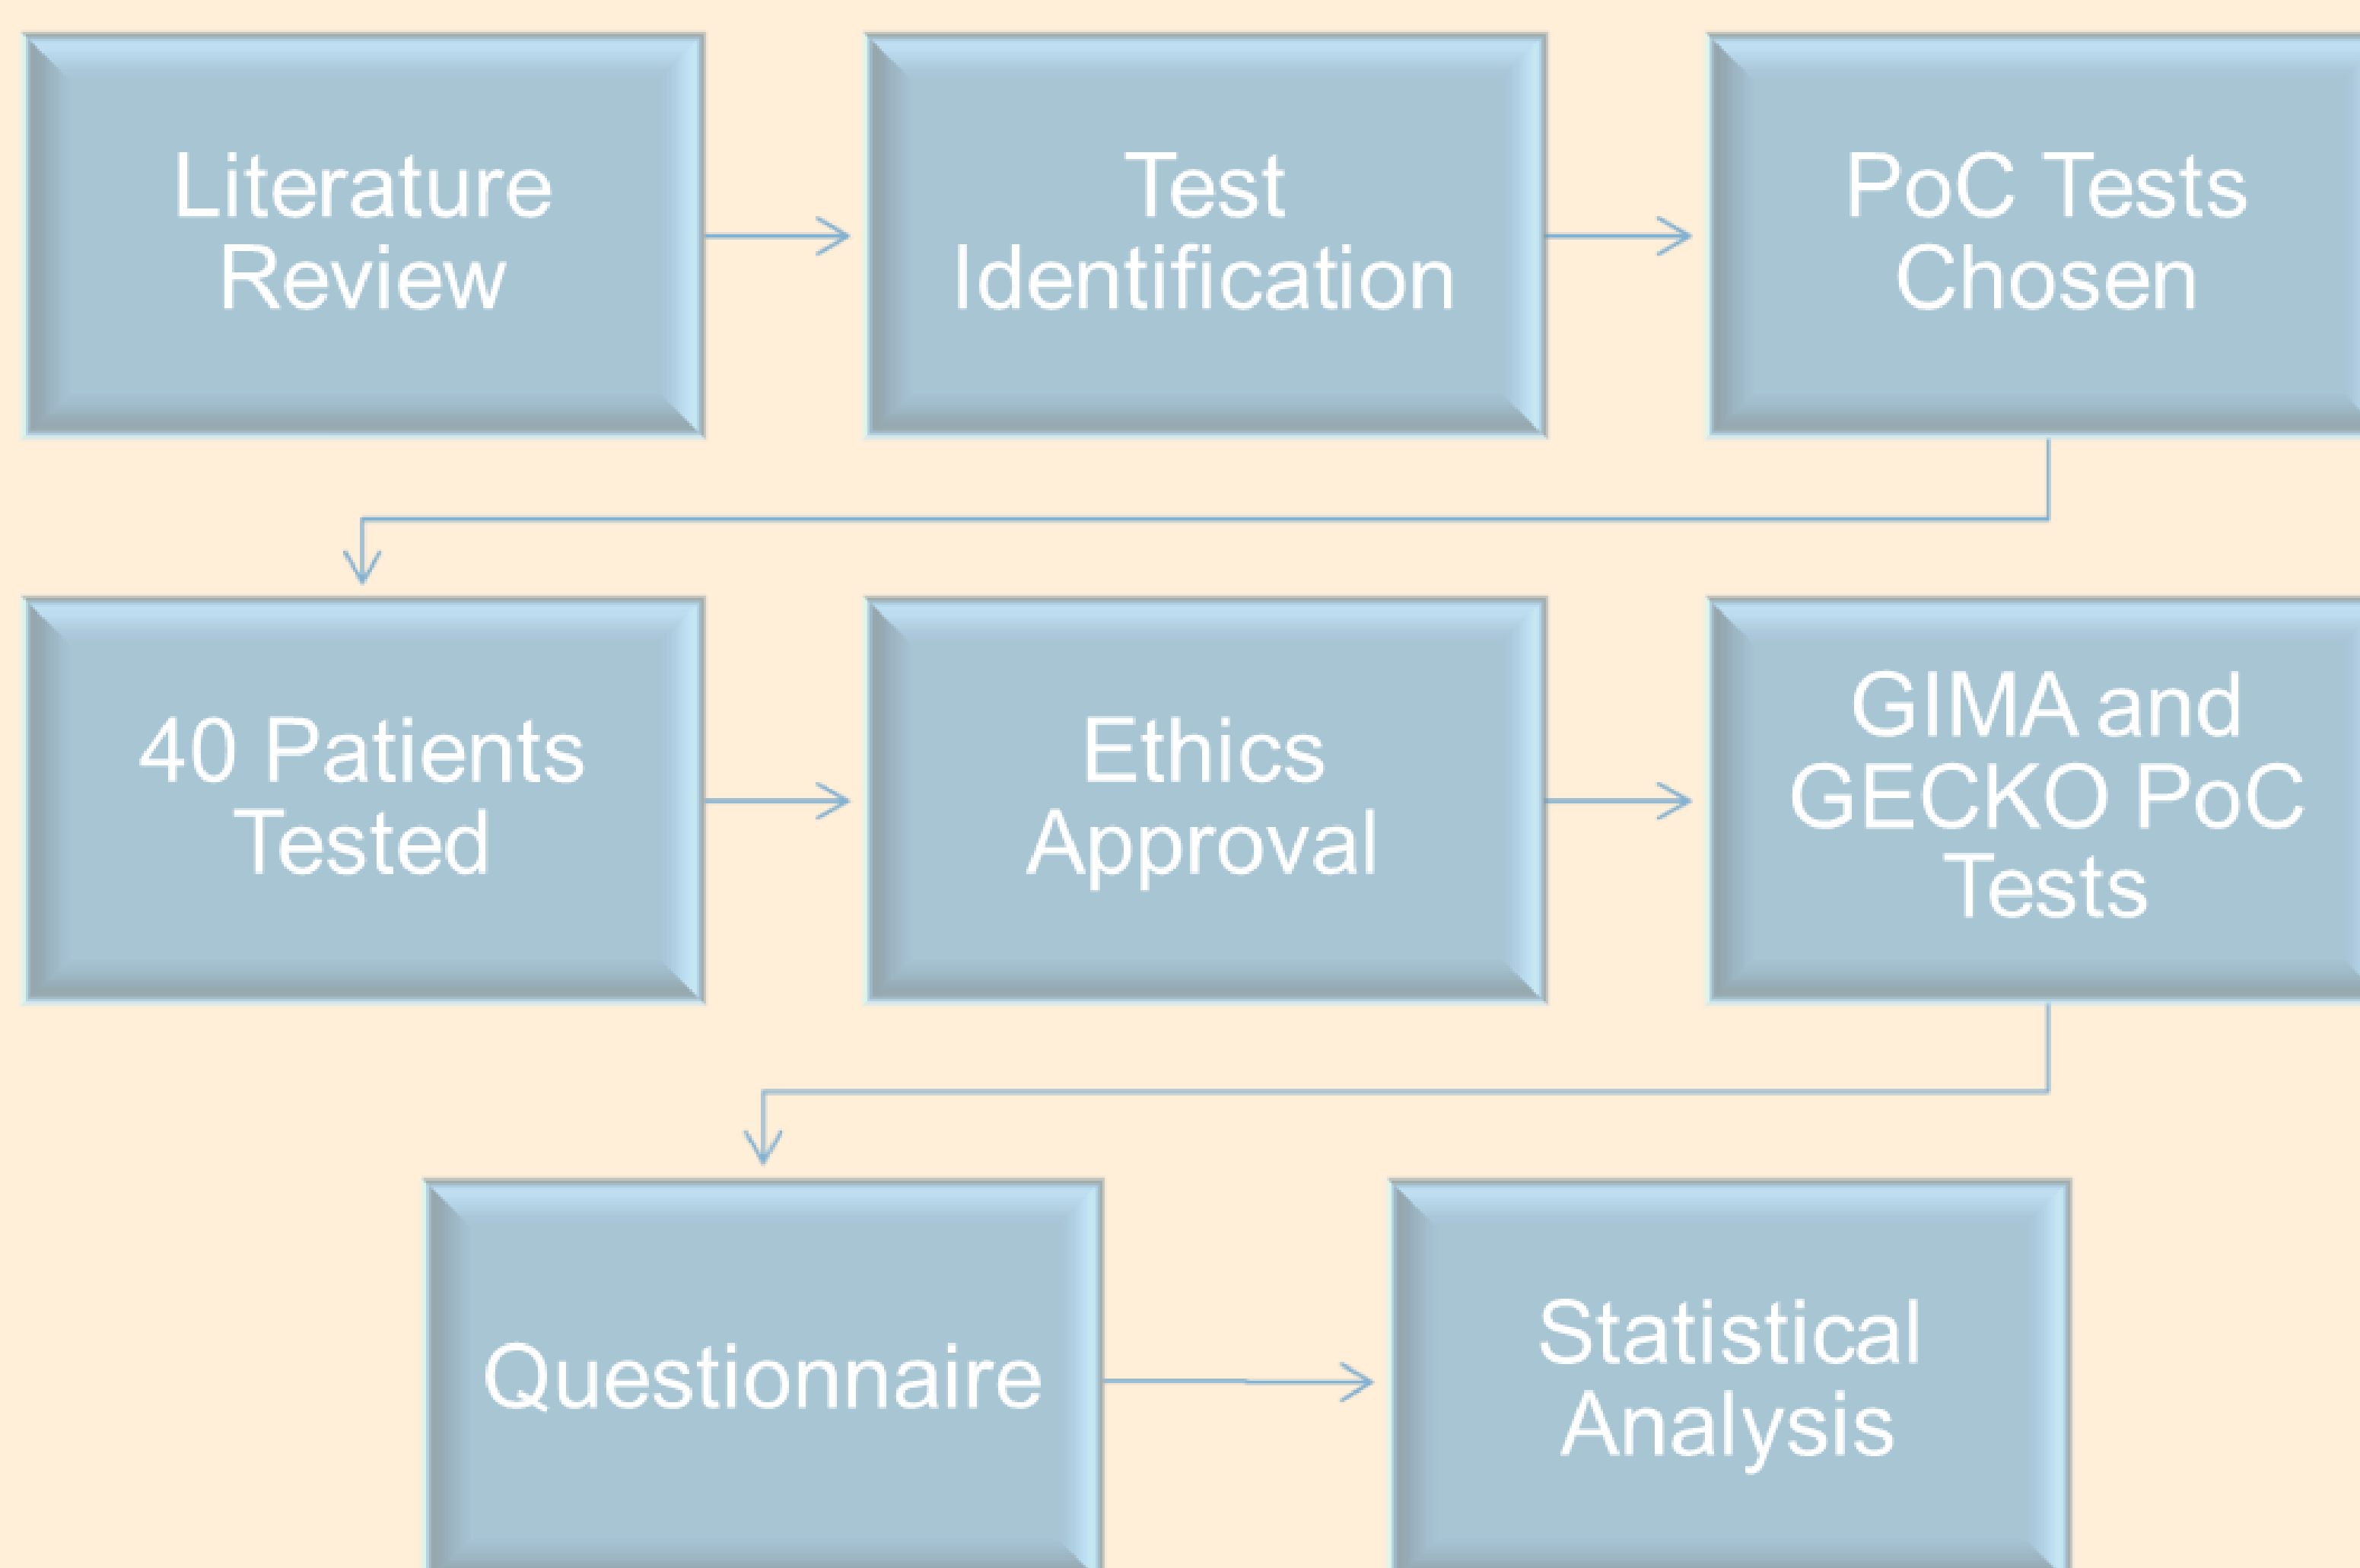 Literature
Review
Test
Identification
PoC Tests
Chosen
40 Patients
Tested
Ethics
Approval
GIMA and
GECKO PoC
Tests
Questionnaire
Statistical
Analysis